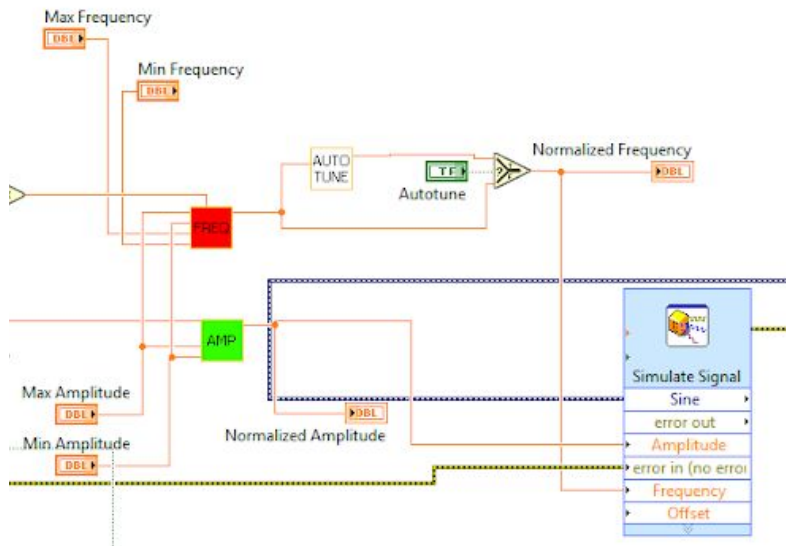 Max Frequency
DBL
Min Frequency
DBL
AUTO
TUNE
TF
?
Autotune
Normalized Frequency
DBL
FREQ
AMP
Max Amplitude
DBL
Min Amplitude
DBL
DBL
Normalized Amplitude
Simulate Signal
Sine
error out
Amplitude
error in (no erro
Frequency
Offset